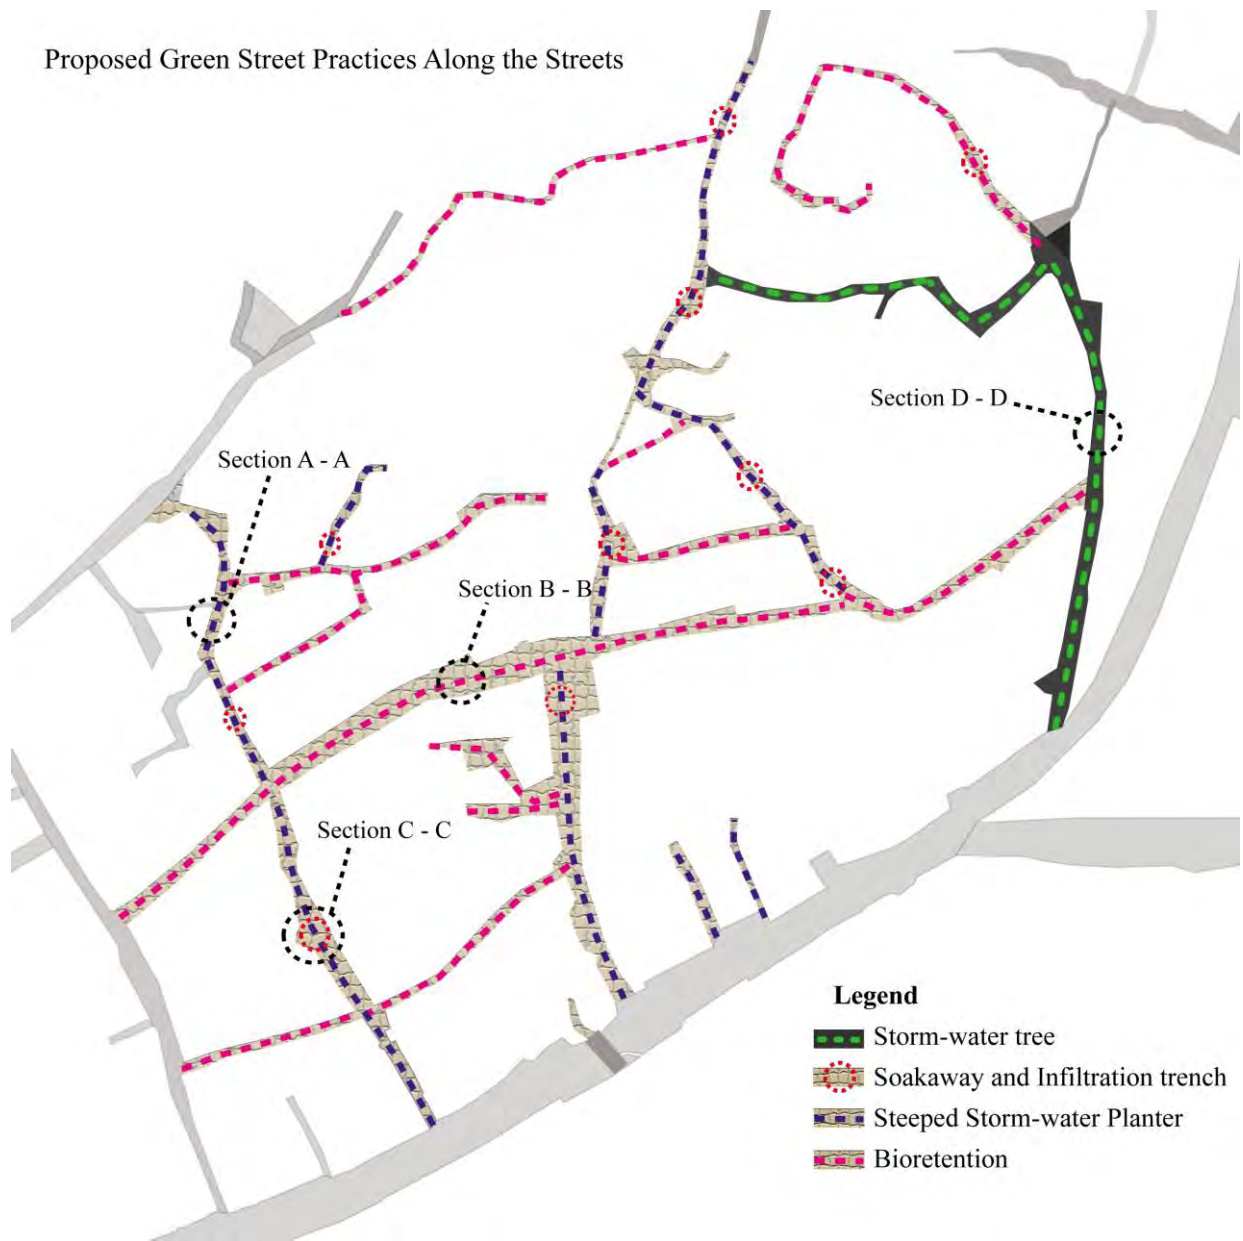 Proposed Green Street Practices Along the Streets
Section D - D
Section A - A
Section B - B
Section C - C
Legend
Storm-water tree
Soakaway and Infiltration trench
Steeped Storm-water Planter
Bioretention